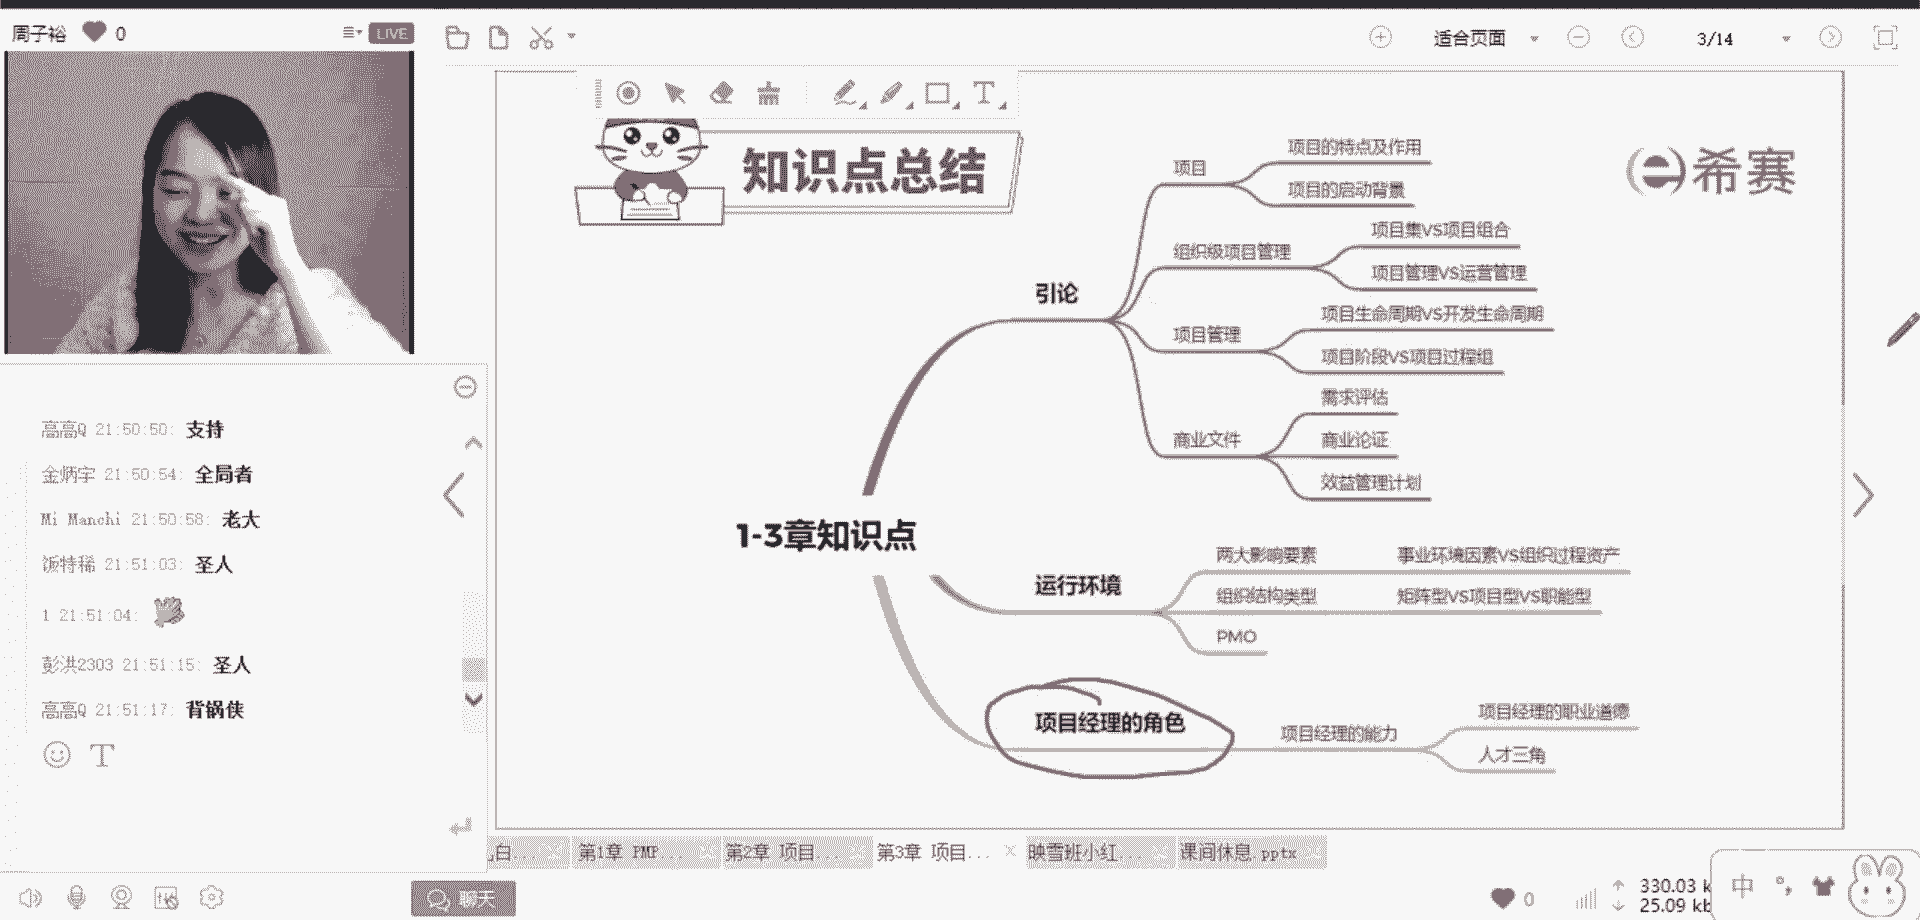 周子裕 0 LIVE
适合页面 3/14
知识点总结
希赛
1-3章知识点
引论
项目
项目的特点及作用
项目的启动背景
组织级项目管理
项目集VS项目组合
项目管理VS运营管理
项目管理
项目生命周期VS开发生命周期
项目阶段VS项目过程组
商业文件
需求评估
商业论证
效益管理计划
运行环境
两大影响要素 事业环境因素VS组织过程资产
组织结构类型 矩阵型VS项目型VS职能型
PMO
项目经理的角色
项目经理的能力
项目经理的职业道德
人才三角
高高Q 21:50:50: 支持
金炳宇 21:50:54: 全局者
Mi Manchi 21:50:58: 老大
饭特稀 21:51:03: 圣人
1 21:51:04:
彭洪2303 21:51:15: 圣人
高高Q 21:51:17: 背锅侠
T
白... 第1章 PMP... 第2章 项目... 第3章 项目... 映雪班小红... 课间休息.pptx
聊天
0
330.03 k
25.09 kb
中